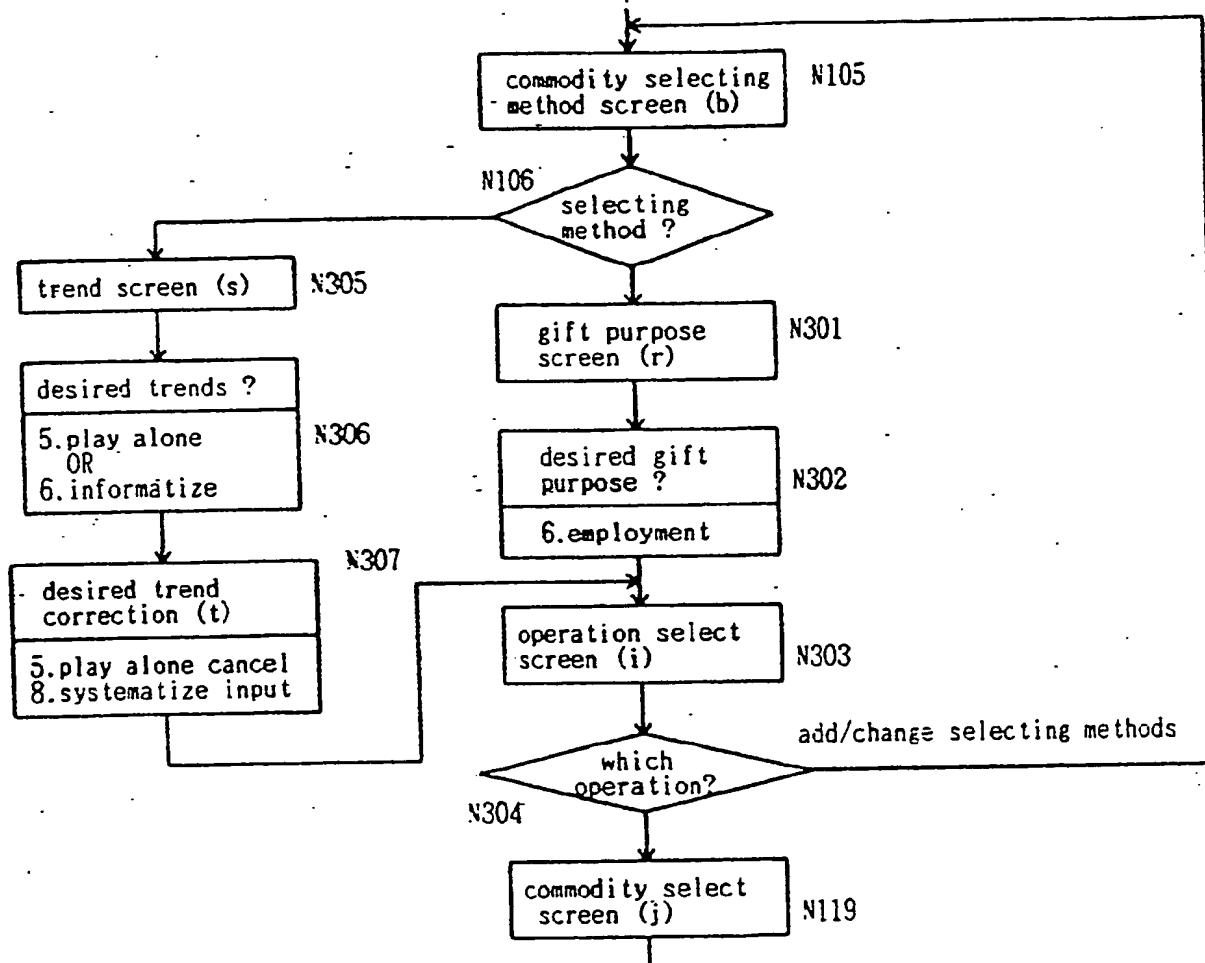 commodity selecting
method screen (b)
N105
N106
selecting
method ?
trend screen (s)
N305
gift purpose
screen (r)
N301
desired trends ?
5.play alone
OR
6.informatize
N306
desired gift
purpose ?
6.employment
N302
N307
desired trend
correction (t)
5.play alone cancel
8.systematize input
operation select
screen (i)
N303
add/change selecting methods
which
operation?
N304
commodity select
screen (j)
N119